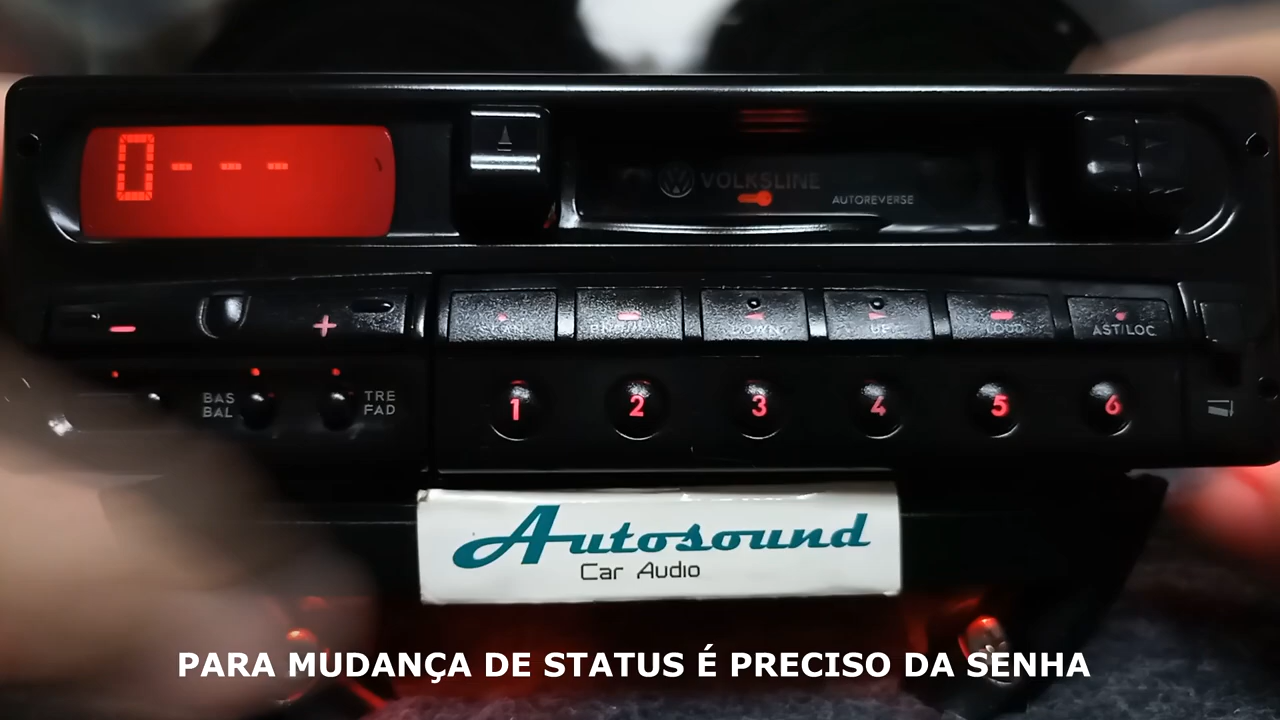 0---
VOLKSLINE
AUTOREVERSE
DOWN
UP
LOUD
AST/LOC
BAS
BAL
TRE
FAD
1 2 3 4 5 6
Autosound
Car Audio
PARA MUDANÇA DE STATUS É PRECISO DA SENHA